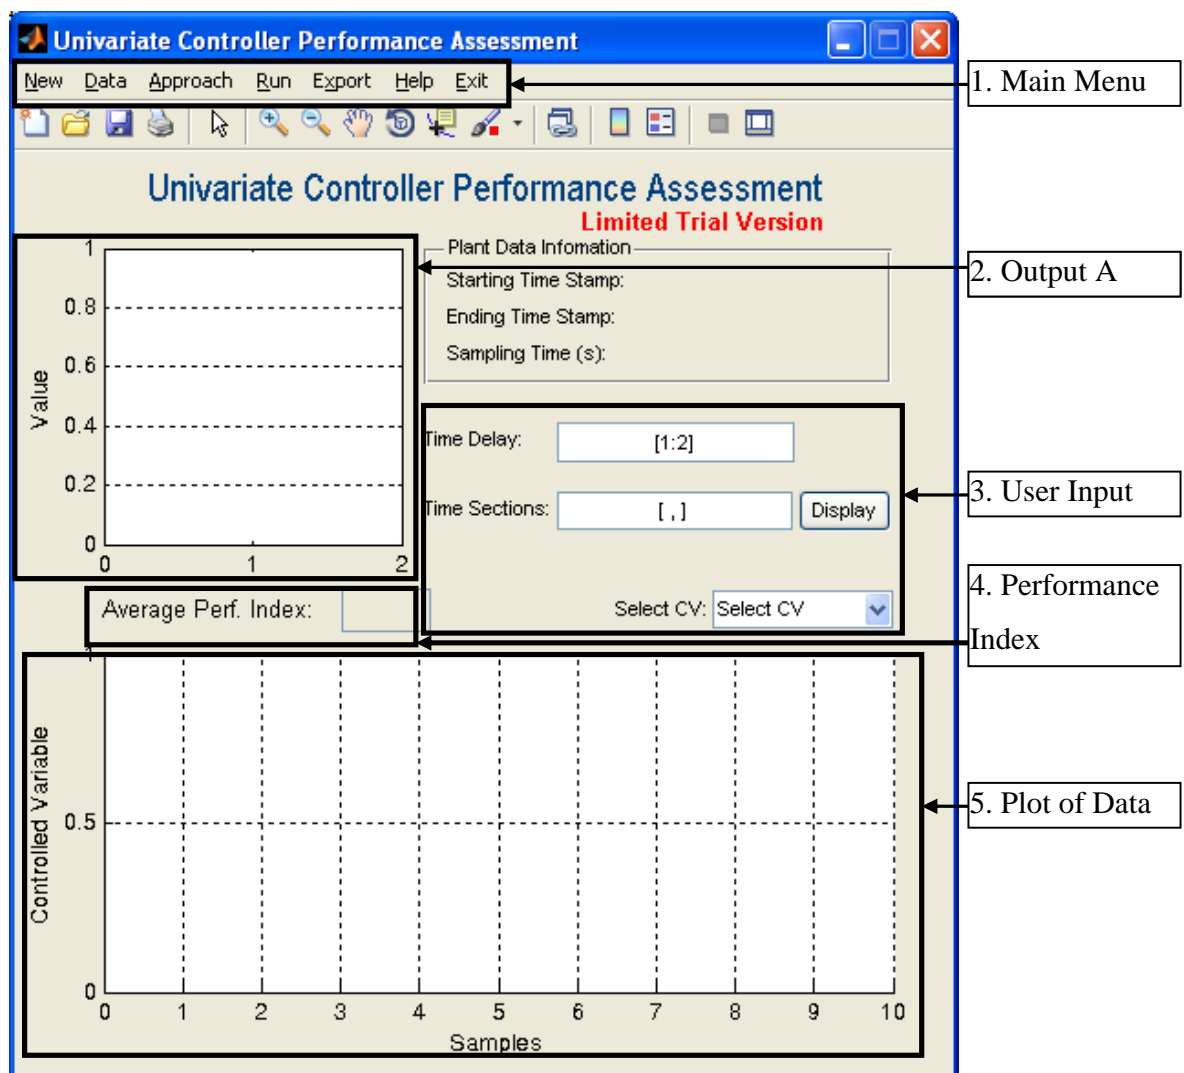 Univariate Controller Performance Assessment
New Data Approach Run Export Help Exit
1. Main Menu
Univariate Controller Performance Assessment
Limited Trial Version
1
0.8
0.6
0.4
0.2
0
0 1 2
Value
Plant Data Infomation
Starting Time Stamp:
Ending Time Stamp:
Sampling Time (s):
2. Output A
Time Delay: [1:2]
Time Sections: [ , ] Display
Select CV: Select CV
3. User Input
Average Perf. Index:
4. Performance
Index
1
0.5
0
Controlled Variable
0 1 2 3 4 5 6 7 8 9 10
Samples
5. Plot of Data